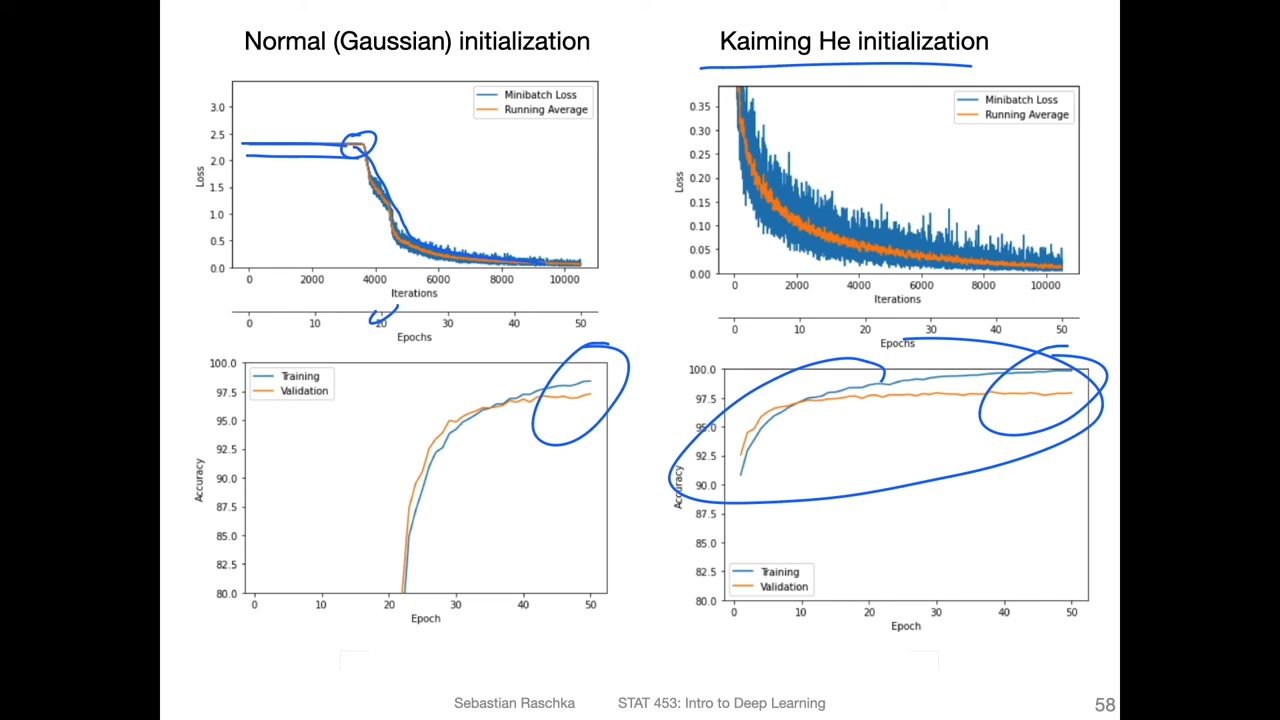 Normal (Gaussian) initialization
Kaiming He initialization
Minibatch Loss
Running Average
3.0
2.5
2.0
1.5
1.0
0.5
0.0
Loss
0 2000 4000 6000 8000 10000
Iterations
0 10 20 30 40 50
Epochs
Minibatch Loss
Running Average
0.35
0.30
0.25
0.20
0.15
0.10
0.05
0.00
Loss
0 2000 4000 6000 8000 10000
Iterations
0 10 20 30 40 50
Epochs
Training
Validation
100.0
97.5
95.0
92.5
90.0
87.5
85.0
82.5
80.0
Accuracy
0 10 20 30 40 50
Epoch
100.0
97.5
95.0
92.5
90.0
87.5
85.0
82.5
80.0
Accuracy
Training
Validation
0 10 20 30 40 50
Epoch
Sebastian Raschka STAT 453: Intro to Deep Learning 58